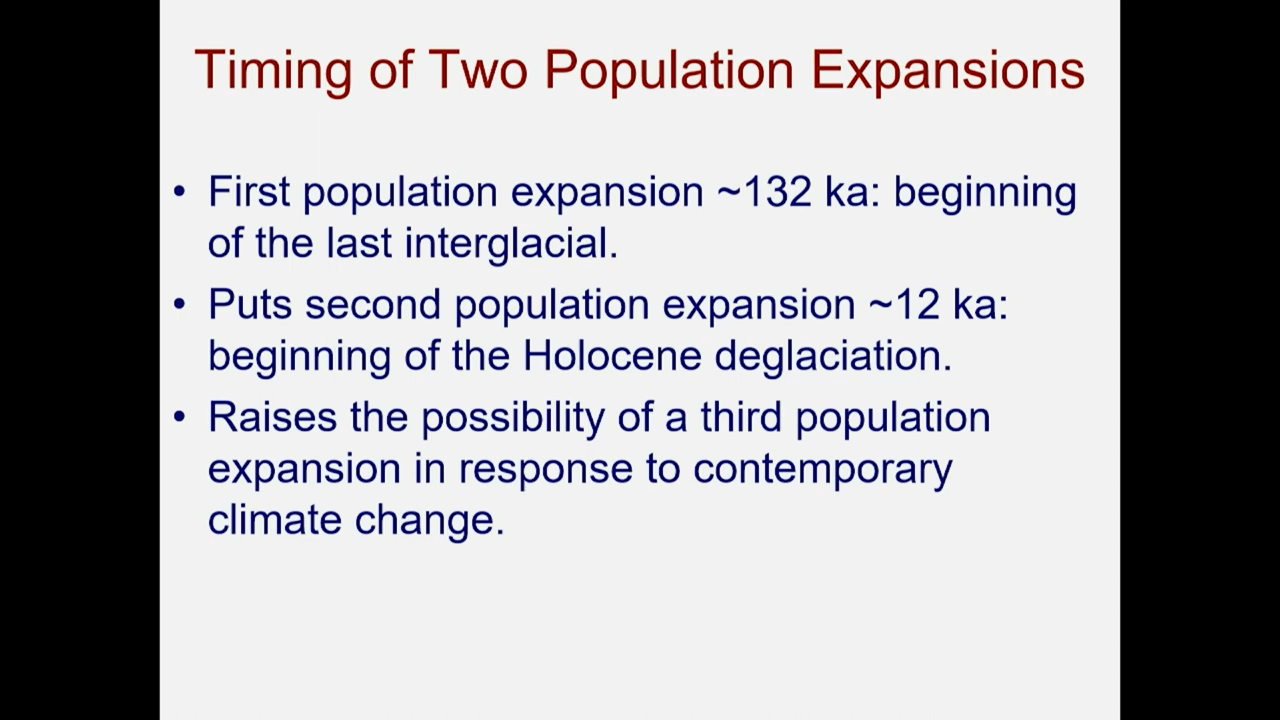 Timing of Two Population Expansions
• First population expansion ~132 ka: beginning
of the last interglacial.
• Puts second population expansion ~12 ka:
beginning of the Holocene deglaciation.
• Raises the possibility of a third population
expansion in response to contemporary
climate change.